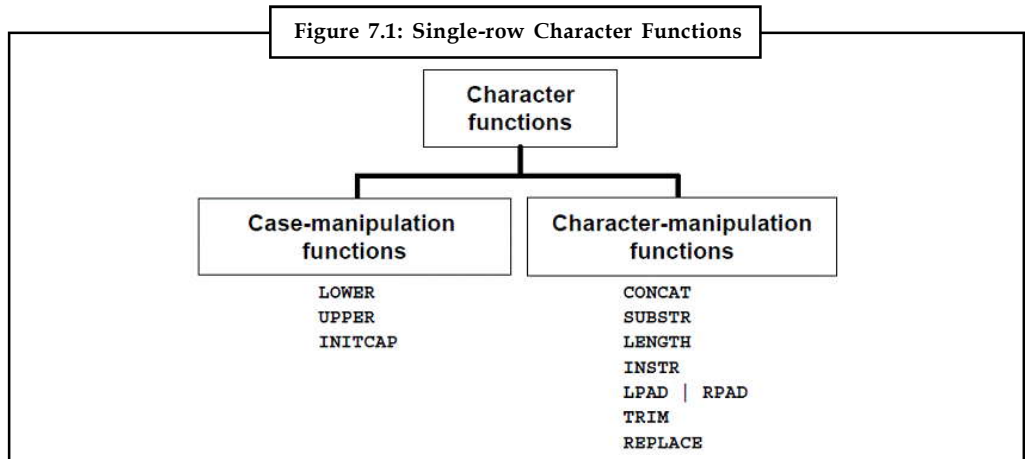 Figure 7.1: Single-row Character Functions
Character
functions
Case-manipulation
functions
LOWER
UPPER
INITCAP
Character-manipulation
functions
CONCAT
SUBSTR
LENGTH
INSTR
LPAD | RPAD
TRIM
REPLACE